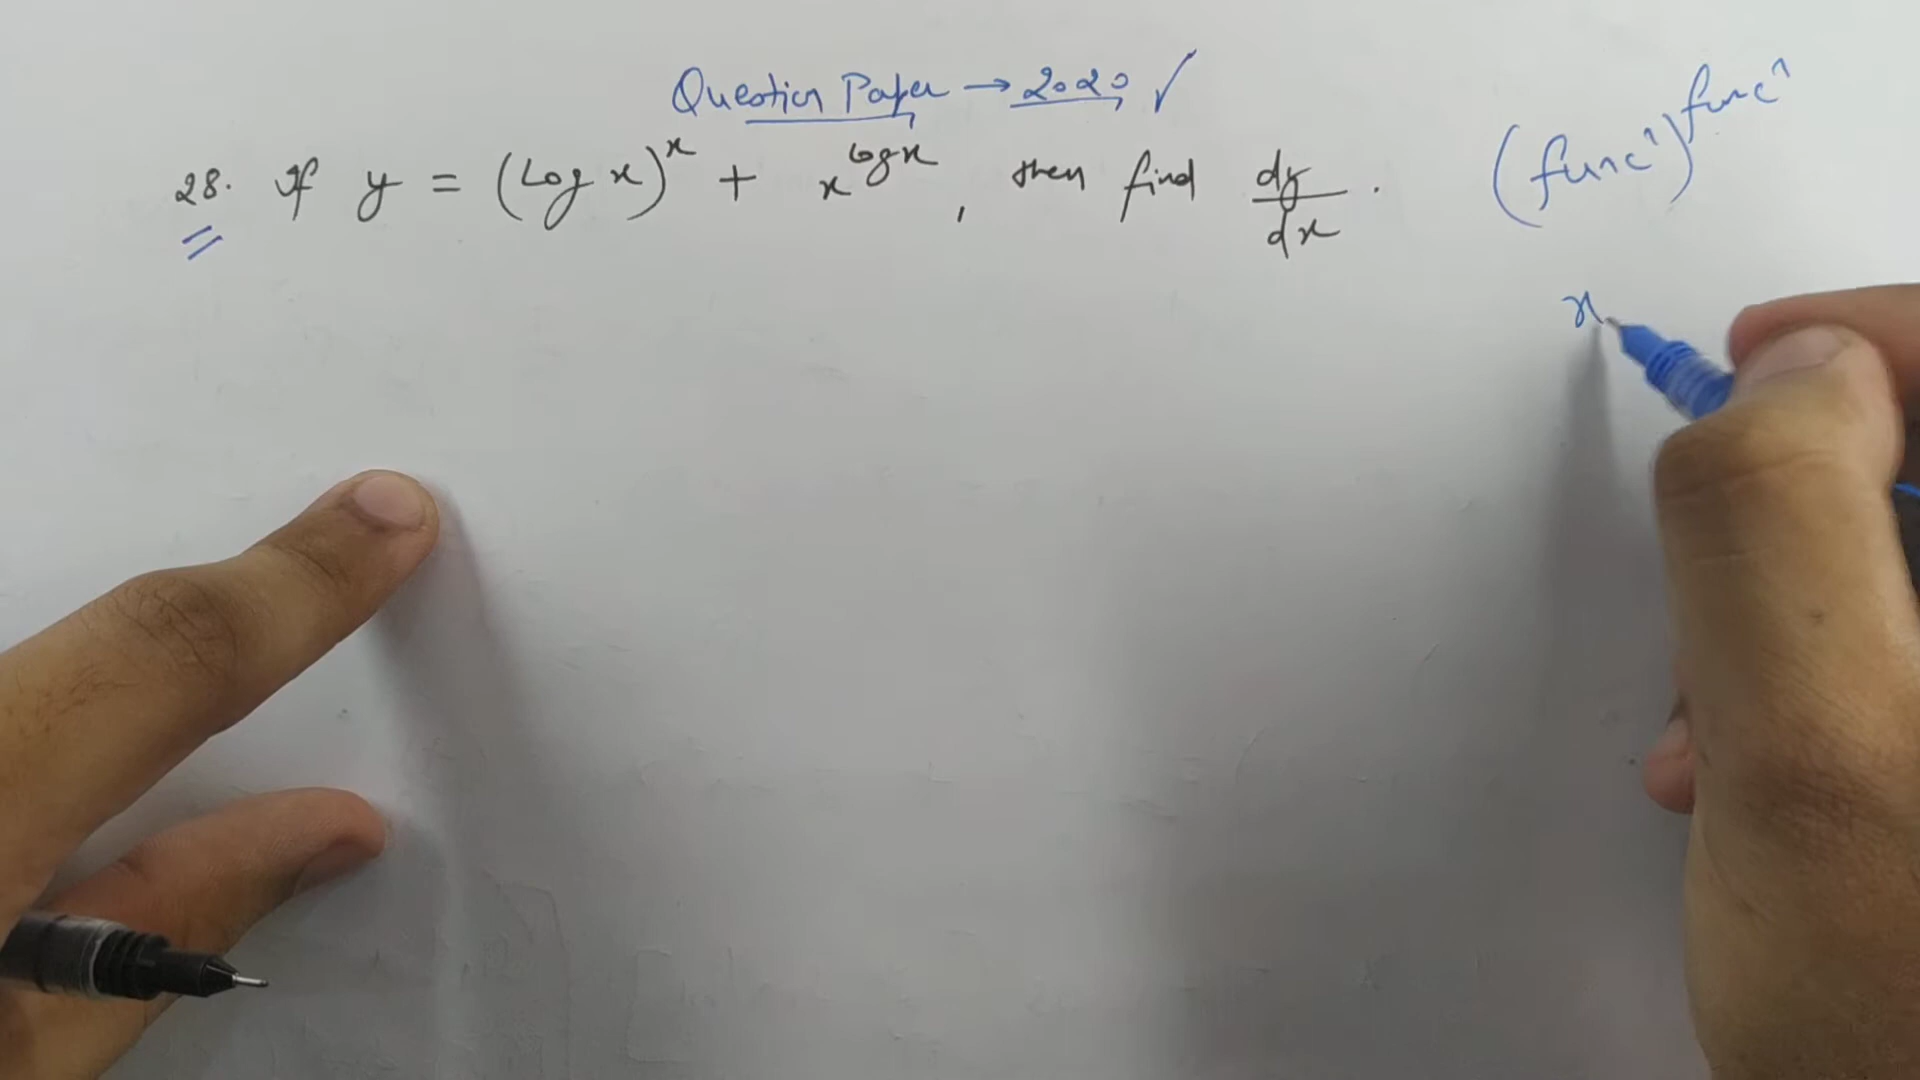 Question Paper → 2020 ✓
28. If y = (Log x)^x + x^logx, then find dy/dx.
(func^n)^func^n
x